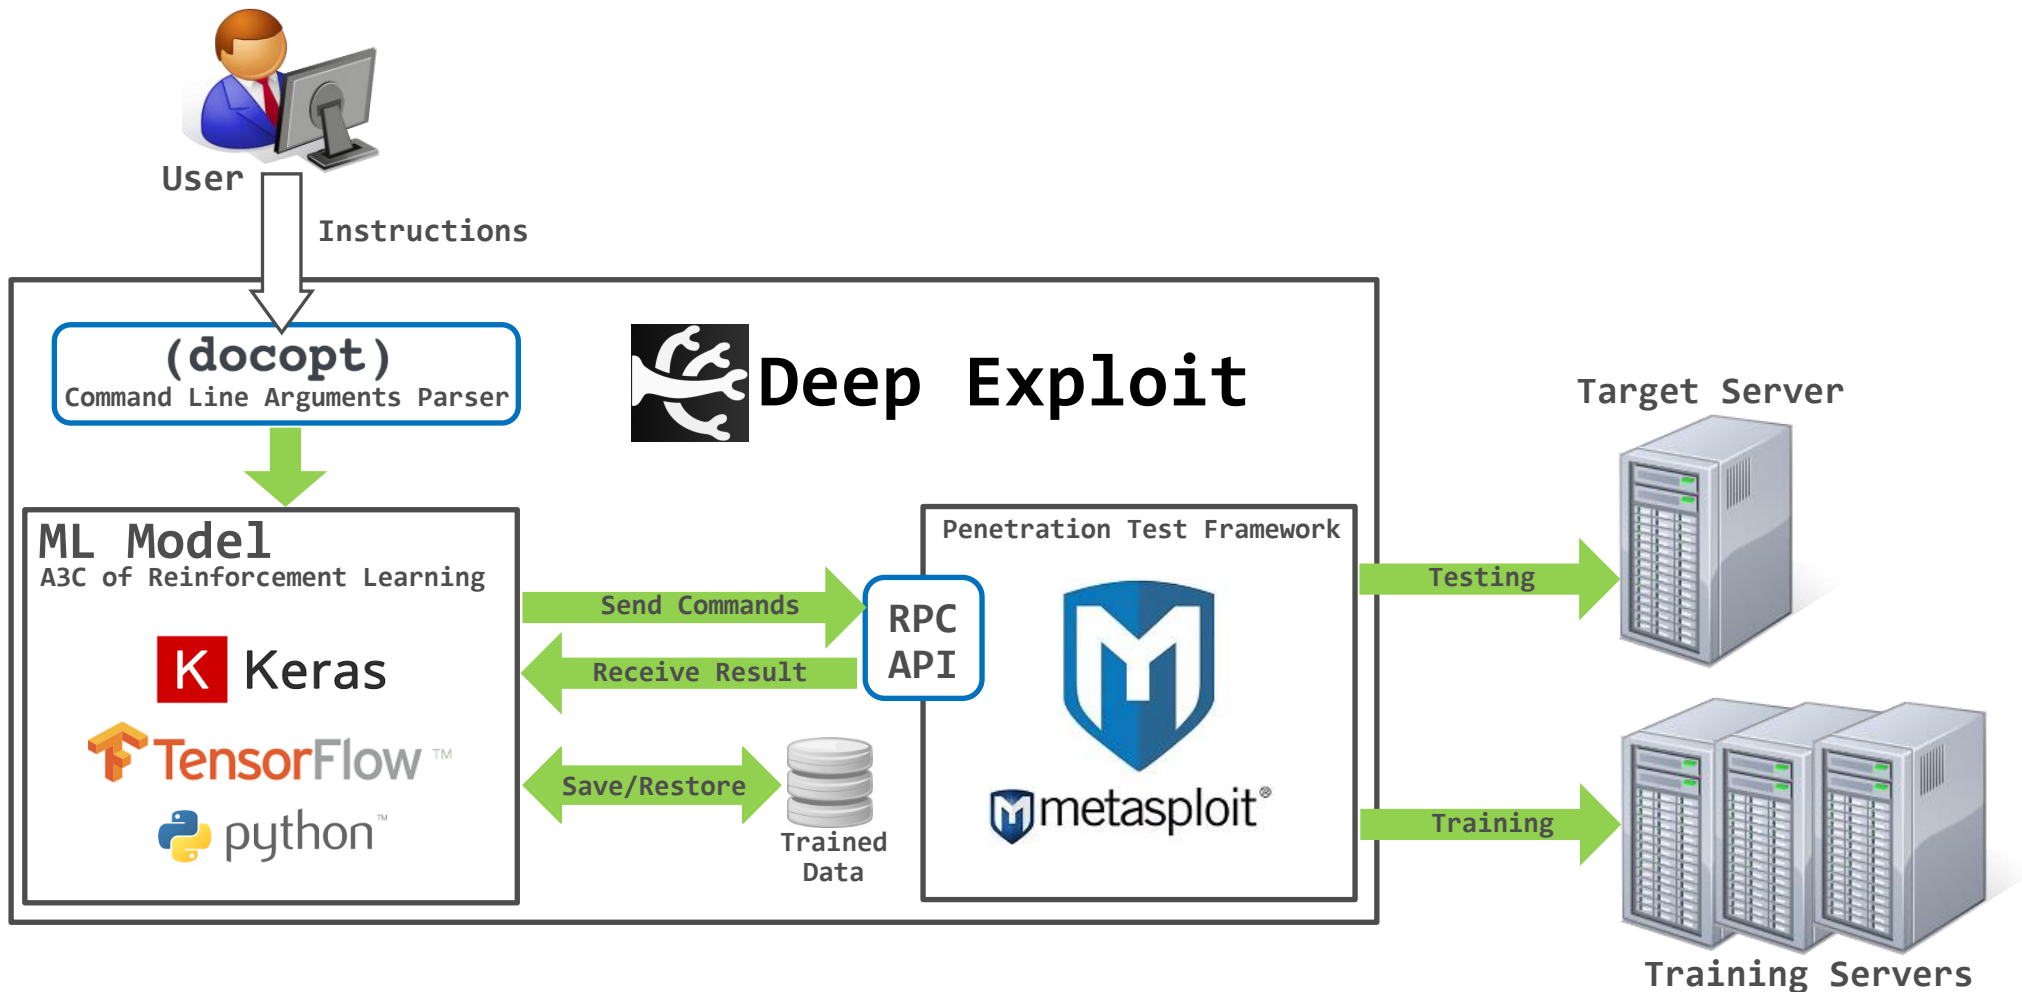 User
Instructions
(docopt)
Command Line Arguments Parser
Deep Exploit
Target Server
ML Model
A3C of Reinforcement Learning
Penetration Test Framework
Send Commands
RPC
API
Testing
K Keras
Receive Result
TensorFlow™
Save/Restore
python™
Trained
Data
metasploit®
Training
Training Servers